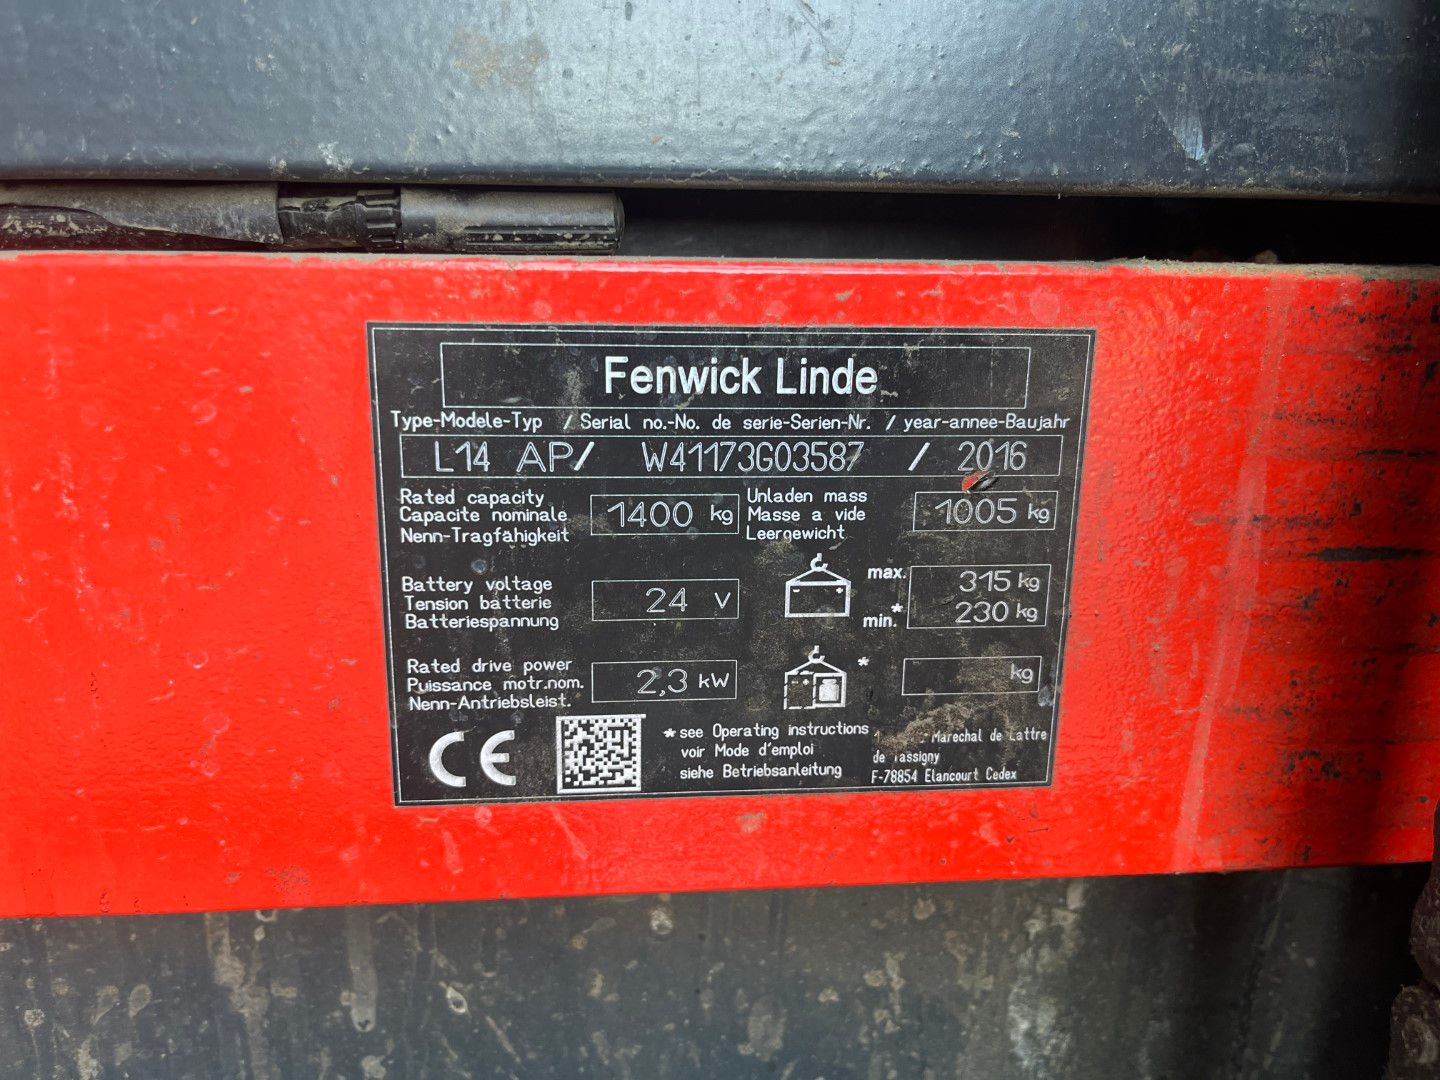 Fenwick Linde
Type-Modele-Typ / Serial no.-No. de serie-Serien-Nr. / year-annee-Baujahr
L14 AP/ W41173G03587 / 2016
Rated capacity
Capacite nominale
Nenn-Tragfähigkeit
1400 kg
Unladen mass
Masse a vide
Leergewicht
1005 kg
Battery voltage
Tension batterie
Batteriespannung
24 V
max. 315 kg
min.* 230 kg
Rated drive power
Puissance motr.nom.
Nenn-Antriebsleist.
2,3 kW
* kg
CE
* see Operating instructions
voir Mode d'emploi
siehe Betriebsanleitung
Marechal de Lattre
de Tassigny
F-78854 Elancourt Cedex